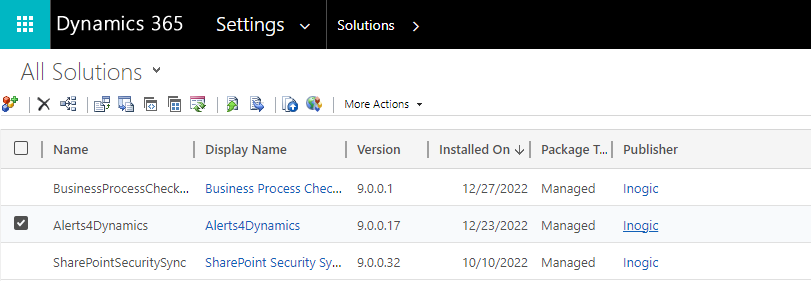 Dynamics 365 Settings Solutions
All Solutions
More Actions
Name Display Name Version Installed On Package T... Publisher
BusinessProcessCheck... Business Process Chec... 9.0.0.1 12/27/2022 Managed Inogic
Alerts4Dynamics Alerts4Dynamics 9.0.0.17 12/23/2022 Managed Inogic
SharePointSecuritySync SharePoint Security Sy... 9.0.0.32 10/10/2022 Managed Inogic